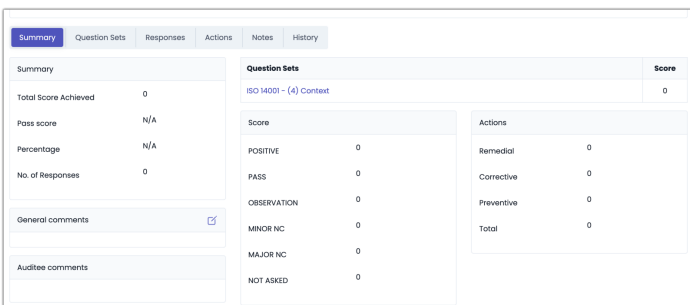 Summary Question Sets Responses Actions Notes History
Summary
Total Score Achieved 0
Pass score N/A
Percentage N/A
No. of Responses 0
General comments
Auditee comments
Question Sets Score
ISO 14001 - (4) Context 0
Score
POSITIVE 0
PASS 0
OBSERVATION 0
MINOR NC 0
MAJOR NC 0
NOT ASKED 0
Actions
Remedial 0
Corrective 0
Preventive 0
Total 0